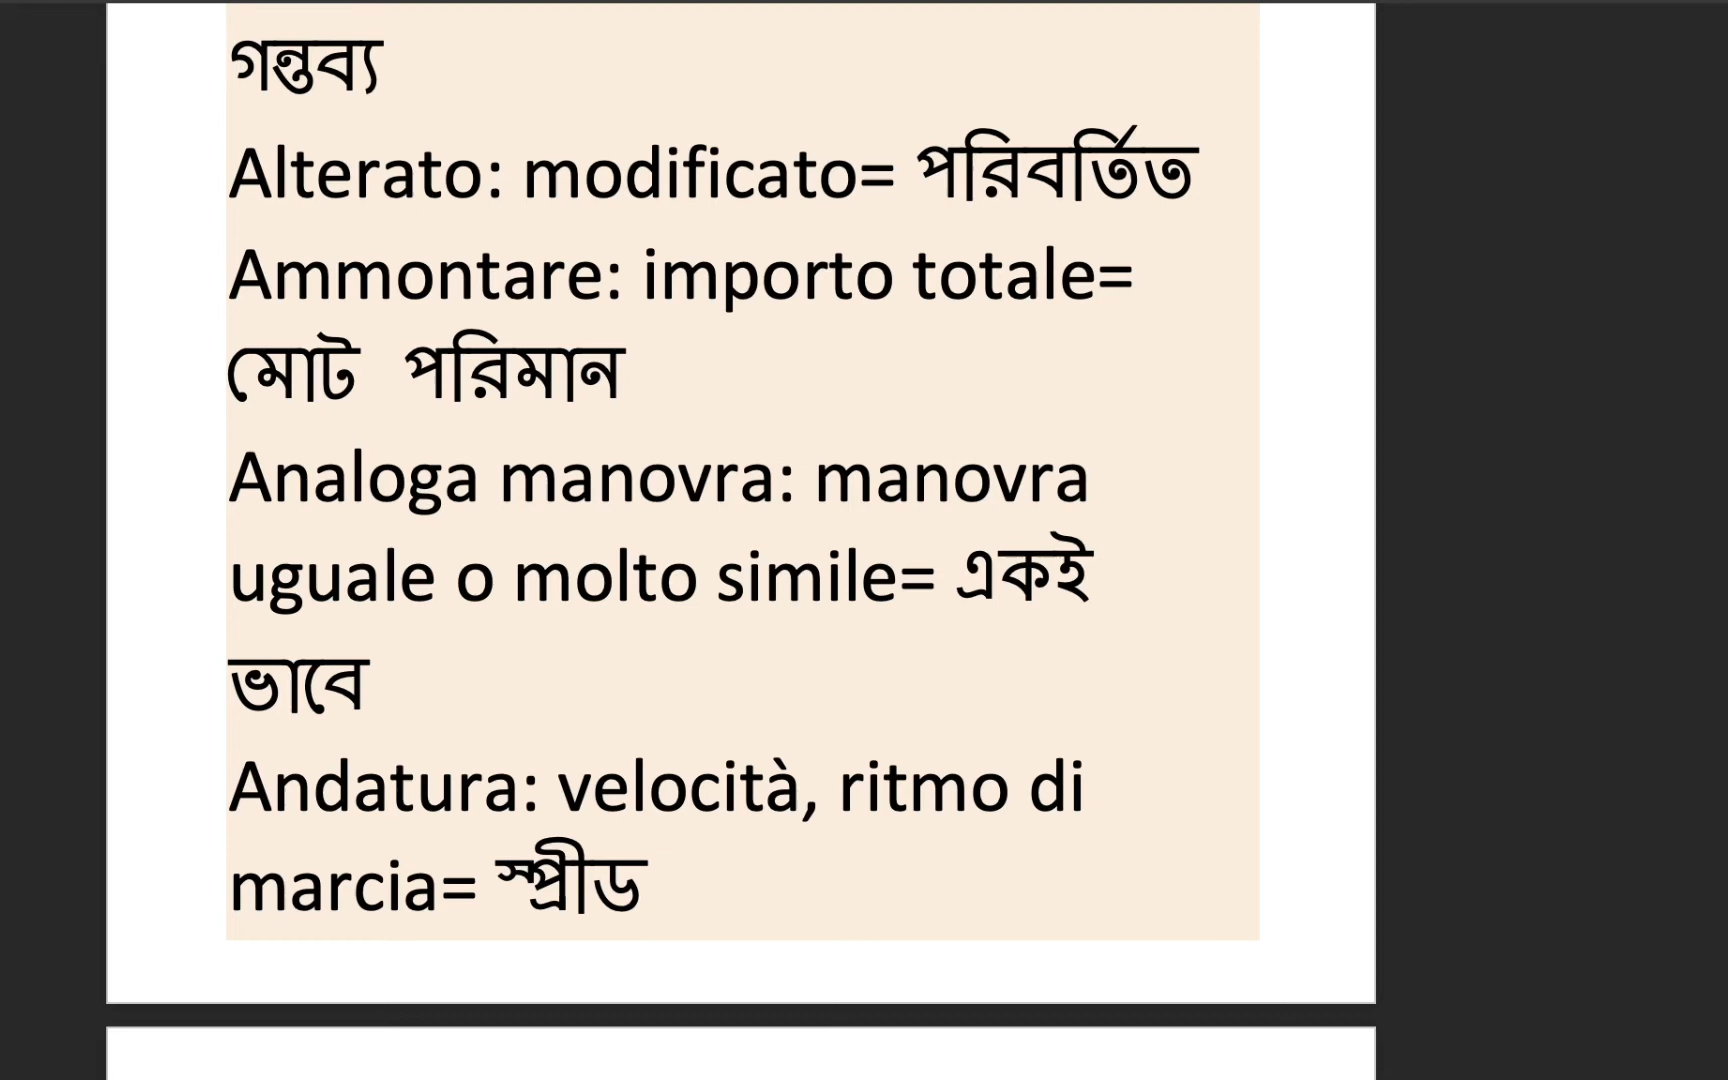 গন্তব্য
Alterato: modificato= পরিবর্তিত
Ammontare: importo totale=
মোট পরিমান
Analoga manovra: manovra
uguale o molto simile= একই
ভাবে
Andatura: velocità, ritmo di
marcia= স্প্রীড